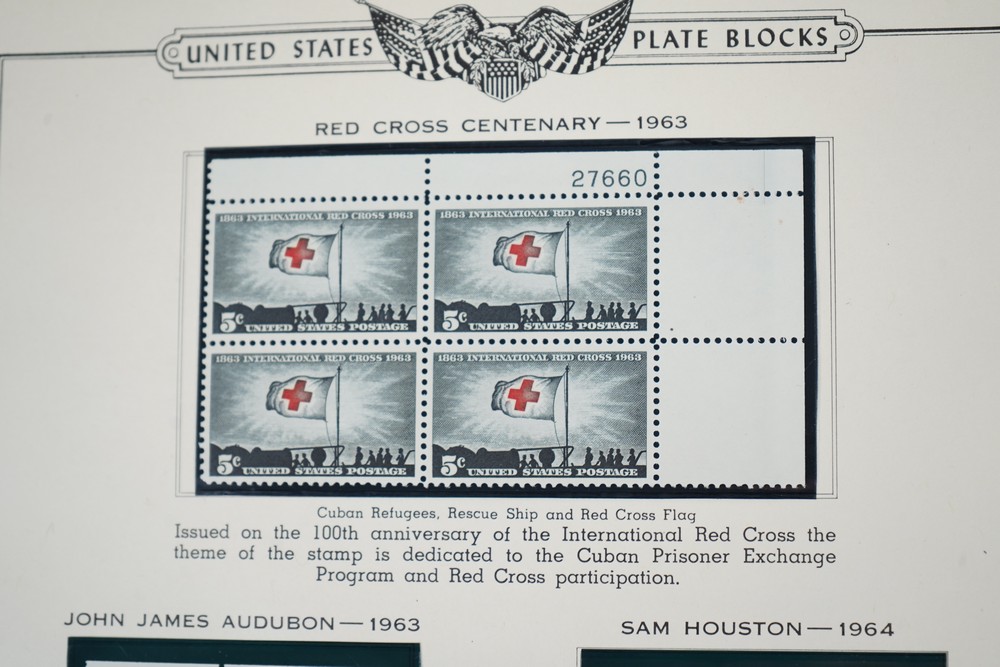 UNITED STATES PLATE BLOCKS
RED CROSS CENTENARY—1963
27660
1863 INTERNATIONAL RED CROSS 1963
5c UNITED STATES POSTAGE
1863 INTERNATIONAL RED CROSS 1963
5c UNITED STATES POSTAGE
1863 INTERNATIONAL RED CROSS 1963
5c UNITED STATES POSTAGE
1863 INTERNATIONAL RED CROSS 1963
5c UNITED STATES POSTAGE
Cuban Refugees, Rescue Ship and Red Cross Flag
Issued on the 100th anniversary of the International Red Cross the
theme of the stamp is dedicated to the Cuban Prisoner Exchange
Program and Red Cross participation.
JOHN JAMES AUDUBON—1963
SAM HOUSTON—1964